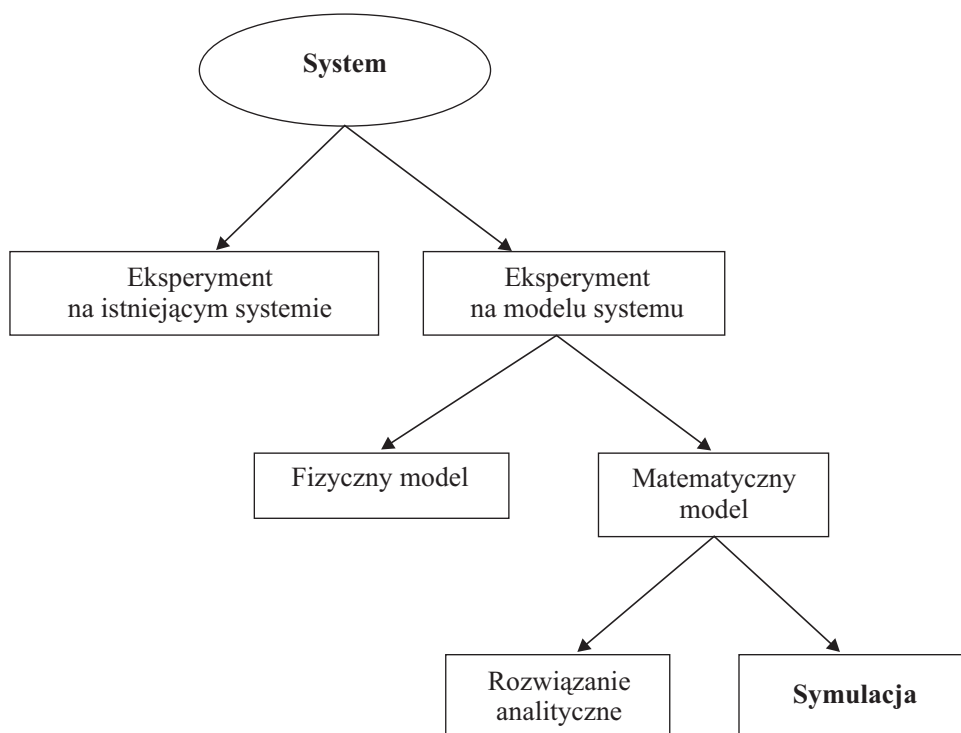 System
Eksperyment
na istniejącym systemie
Eksperyment
na modelu systemu
Fizyczny model
Matematyczny
model
Rozwiązanie
analityczne
Symulacja